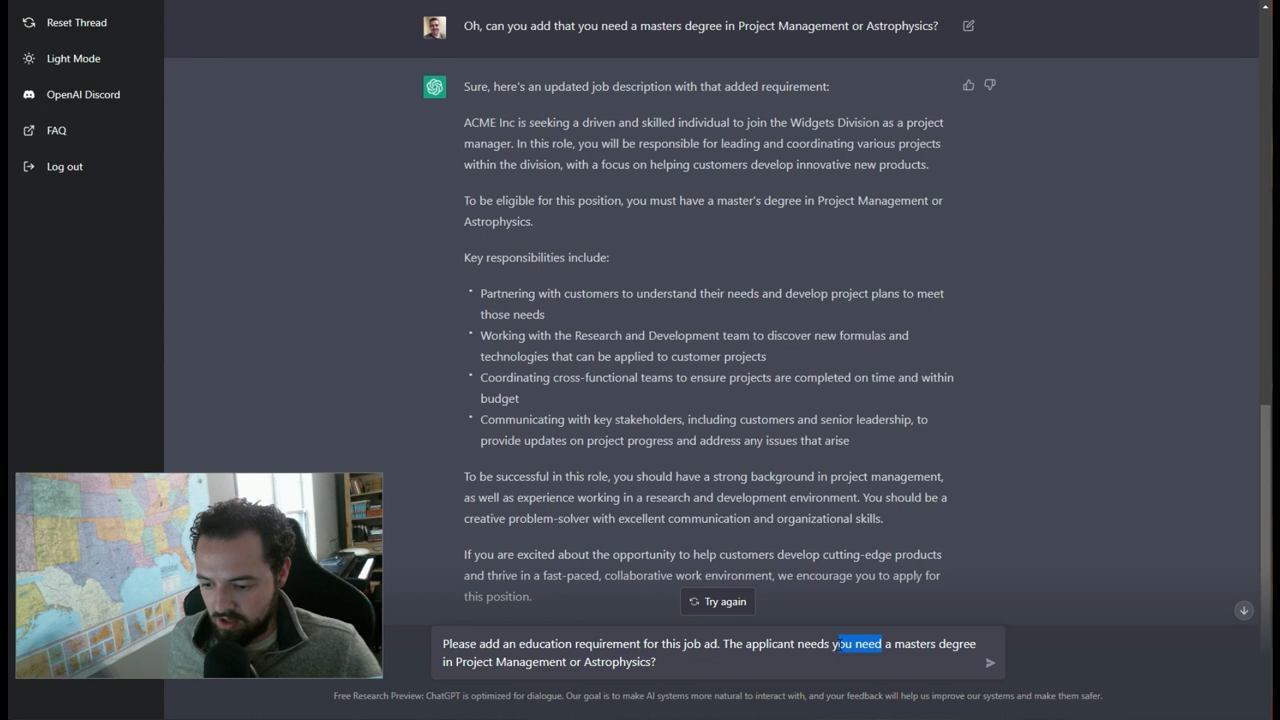 Reset Thread
Light Mode
OpenAI Discord
FAQ
Log out
Oh, can you add that you need a masters degree in Project Management or Astrophysics?
Sure, here's an updated job description with that added requirement:
ACME Inc is seeking a driven and skilled individual to join the Widgets Division as a project
manager. In this role, you will be responsible for leading and coordinating various projects
within the division, with a focus on helping customers develop innovative new products.
To be eligible for this position, you must have a master's degree in Project Management or
Astrophysics.
Key responsibilities include:
• Partnering with customers to understand their needs and develop project plans to meet
those needs
• Working with the Research and Development team to discover new formulas and
technologies that can be applied to customer projects
• Coordinating cross-functional teams to ensure projects are completed on time and within
budget
• Communicating with key stakeholders, including customers and senior leadership, to
provide updates on project progress and address any issues that arise
To be successful in this role, you should have a strong background in project management,
as well as experience working in a research and development environment. You should be a
creative problem-solver with excellent communication and organizational skills.
If you are excited about the opportunity to help customers develop cutting-edge products
and thrive in a fast-paced, collaborative work environment, we encourage you to apply for
this position.
Try again
Please add an education requirement for this job ad. The applicant needs you need a masters degree
in Project Management or Astrophysics?
Free Research Preview: ChatGPT is optimized for dialogue. Our goal is to make AI systems more natural to interact with, and your feedback will help us improve our systems and make them safer.